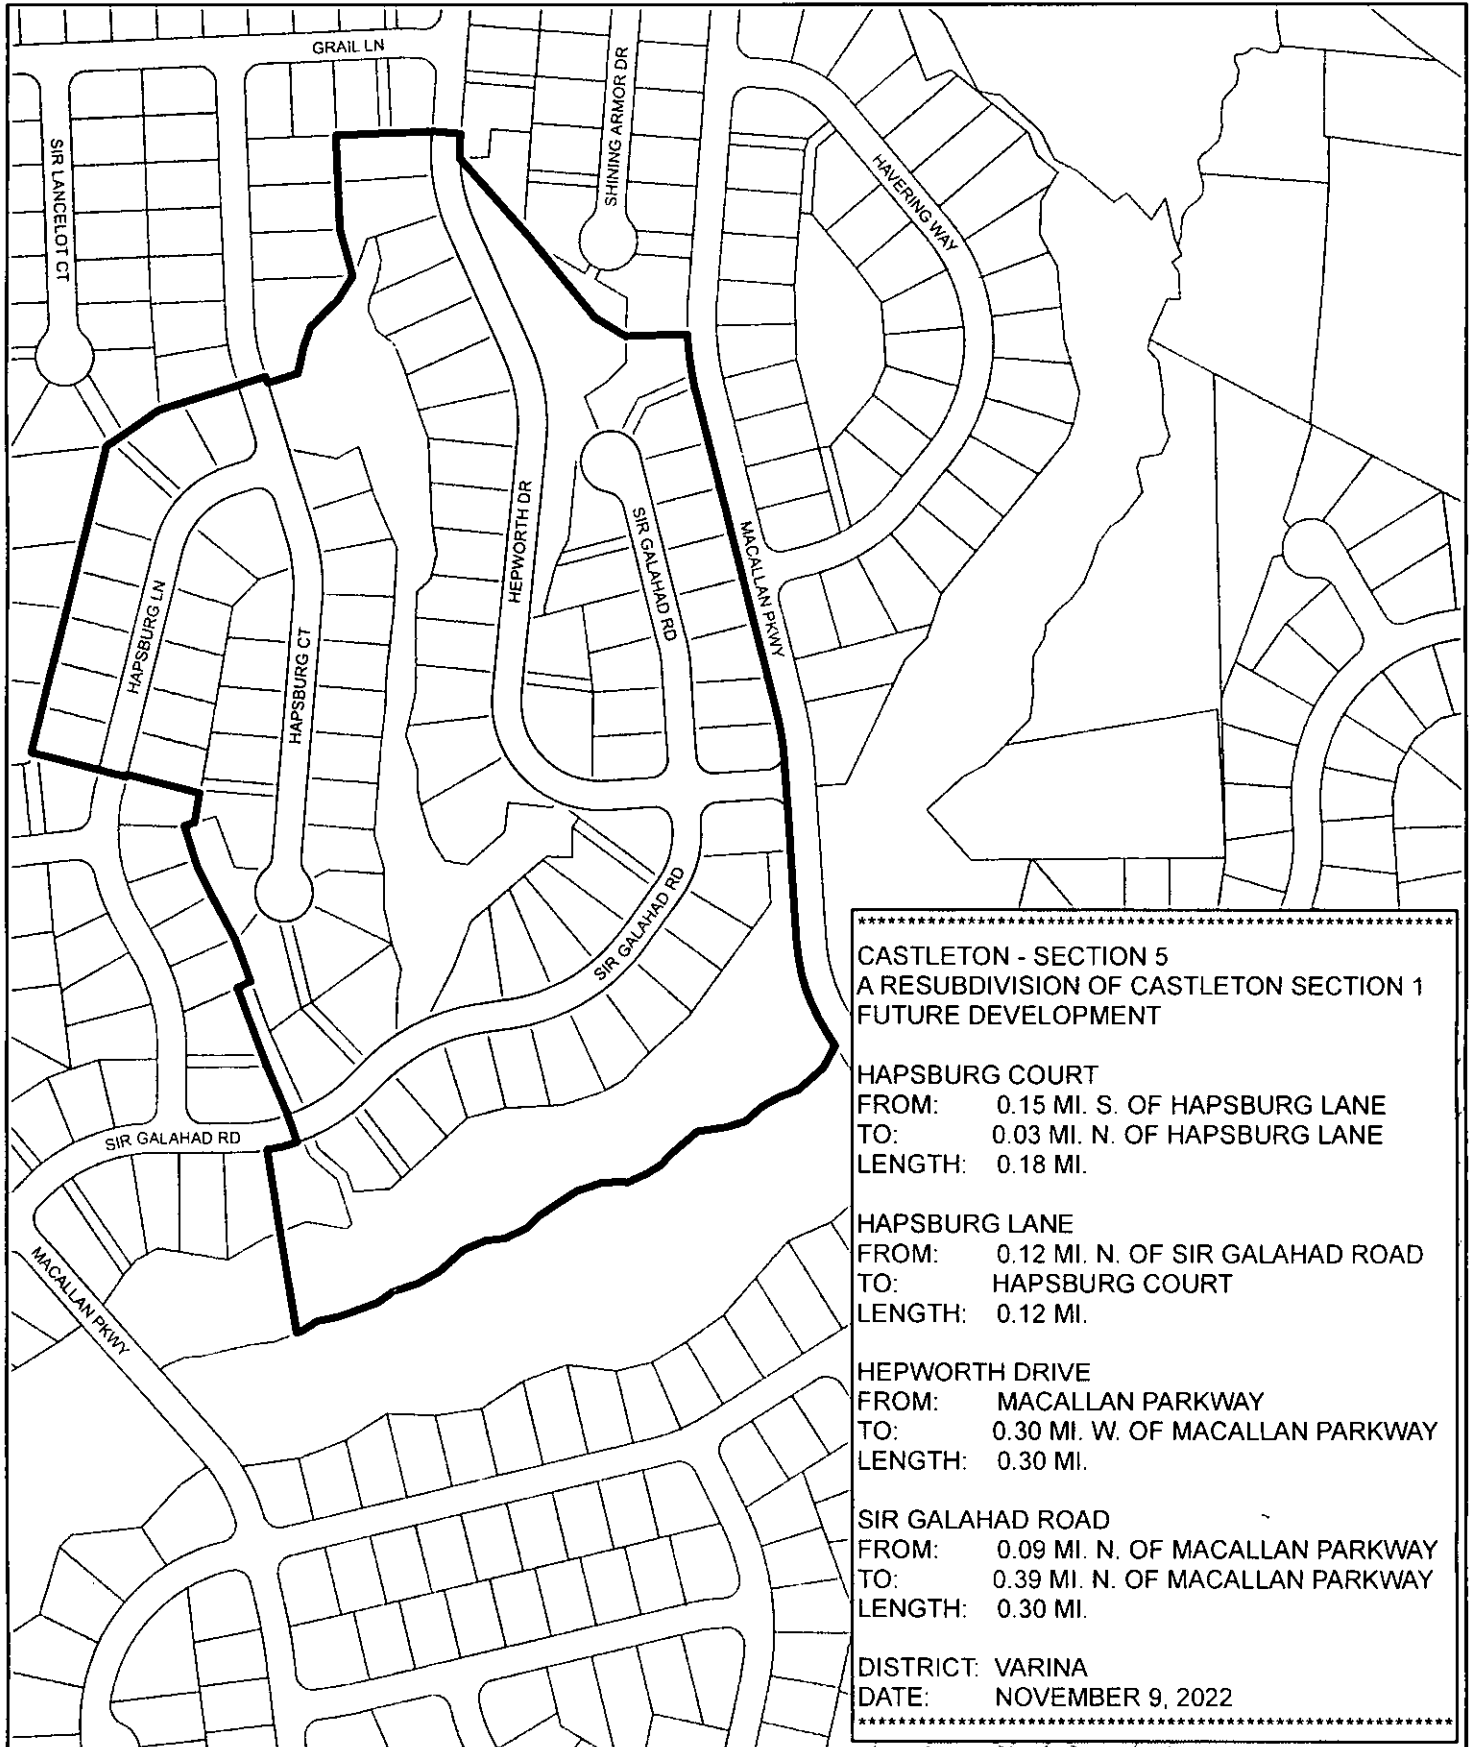 GRAIL LN
SHINING ARMOR DR
SIR LANCELOT CT
HAVERING WAY
HEPWORTH DR
SIR GALAHAD RD
MACALLAN PKWY
HAPSBURG LN
HAPSBURG CT
SIR GALAHAD RD
SIR GALAHAD RD
MACALLAN PKWY
************************************************************
CASTLETON - SECTION 5
A RESUBDIVISION OF CASTLETON SECTION 1
FUTURE DEVELOPMENT
HAPSBURG COURT
FROM: 0.15 MI. S. OF HAPSBURG LANE
TO: 0.03 MI. N. OF HAPSBURG LANE
LENGTH: 0.18 MI.
HAPSBURG LANE
FROM: 0.12 MI. N. OF SIR GALAHAD ROAD
TO: HAPSBURG COURT
LENGTH: 0.12 MI.
HEPWORTH DRIVE
FROM: MACALLAN PARKWAY
TO: 0.30 MI. W. OF MACALLAN PARKWAY
LENGTH: 0.30 MI.
SIR GALAHAD ROAD
FROM: 0.09 MI. N. OF MACALLAN PARKWAY
TO: 0.39 MI. N. OF MACALLAN PARKWAY
LENGTH: 0.30 MI.
DISTRICT: VARINA
DATE: NOVEMBER 9, 2022
************************************************************